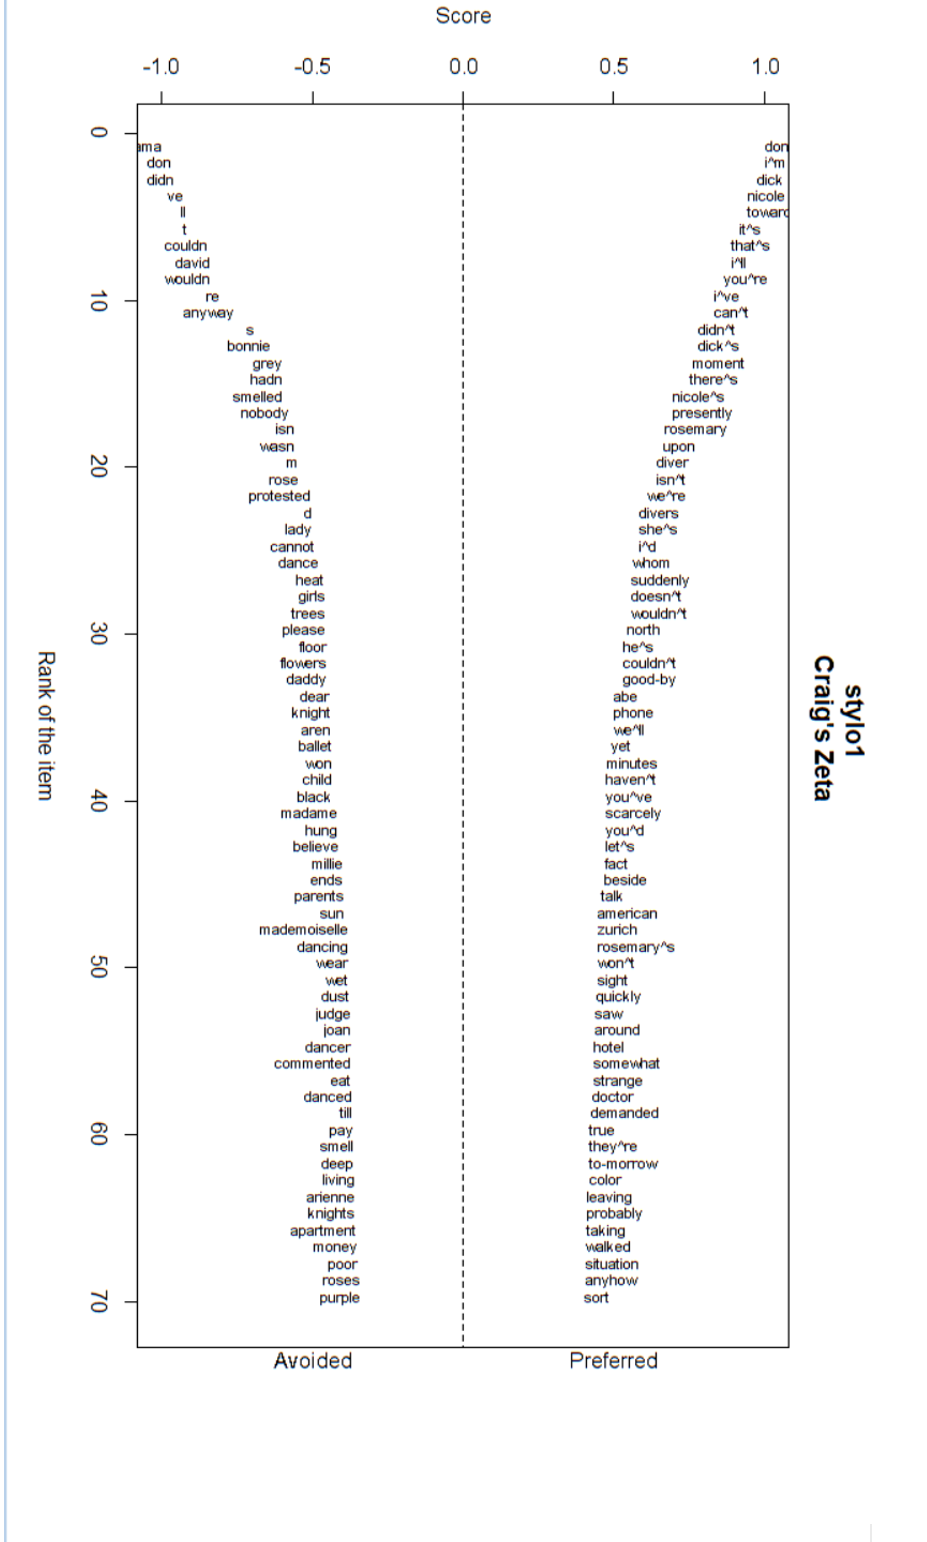 Score
-1.0 -0.5 0.0 0.5 1.0
stylo1
Craig's Zeta
Rank of the item
0
10
20
30
40
50
60
70
don
don i^m
didn dick
ve nicole
ll toward
t it^s
couldn that^s
david i^ll
wouldn you^re
re i^ve
anyway can^t
s didn^t
bonnie dick^s
grey moment
hadn there^s
smelled nicole^s
nobody presently
isn rosemary
wasn upon
m diver
rose isn^t
protested we^re
d divers
lady she^s
cannot i^d
dance whom
heat suddenly
girls doesn^t
trees wouldn^t
please north
floor he^s
flowers couldn^t
daddy good-by
dear abe
knight phone
aren we^ll
ballet yet
won minutes
child haven^t
black you^ve
madame scarcely
hung you^d
believe let^s
millie fact
ends beside
parents talk
sun american
mademoiselle zurich
dancing rosemary^s
wear won^t
wet sight
dust quickly
judge saw
joan around
dancer hotel
commented somewhat
eat strange
danced doctor
till demanded
pay true
smell they^re
deep to-morrow
living color
arienne leaving
knights probably
apartment taking
money walked
poor situation
roses anyhow
purple sort
Avoided Preferred